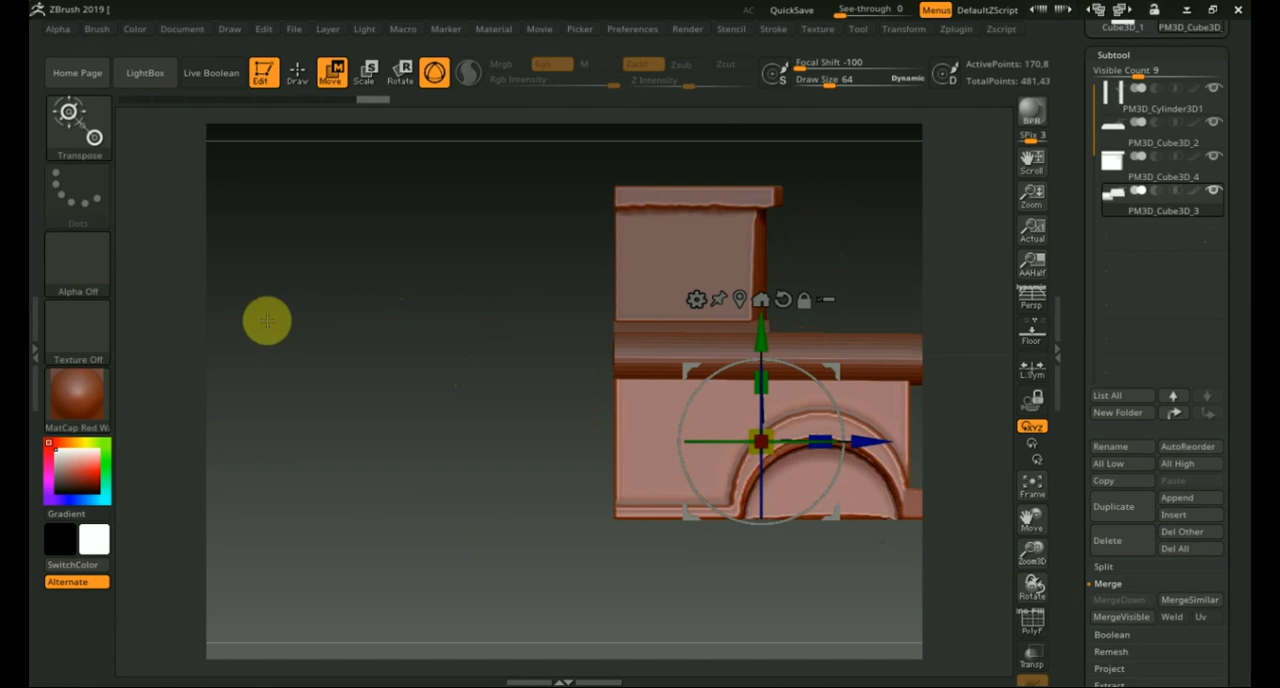 ZBrush 2019 [
AC QuickSave See-through 0 Menus DefaultZScript
Alpha Brush Color Document Draw Edit File Layer Light Macro Marker Material Movie Picker Preferences Render Stencil Stroke Texture Tool Transform Zplugin Zscript
Home Page LightBox Live Boolean Edit Draw Move Scale Rotate
Mrgb Rgb M Zadd Zsub Zcut
Rgb Intensity Z Intensity
Focal Shift -100
Draw Size 64 Dynamic
ActivePoints: 170,8
TotalPoints: 481,43
Transpose
Dots
Alpha Off
Texture Off
MatCap Red Wa
Gradient
SwitchColor
Alternate
BPR
SPix 3
Scroll
Zoom
Actual
AAHalf
Dynamic
Persp
Floor
L.Sym
XYZ
Frame
Move
Zoom3D
Rotate
Line Fill
PolyF
Transp
Cube3D_1 PM3D_Cube3D
Subtool
Visible Count 9
PM3D_Cylinder3D1
PM3D_Cube3D_2
PM3D_Cube3D_4
PM3D_Cube3D_3
List All
New Folder
Rename AutoReorder
All Low All High
Copy Paste
Duplicate Append
Insert
Delete Del Other
Del All
Split
Merge
MergeDown MergeSimilar
MergeVisible Weld Uv
Boolean
Remesh
Project
Extract